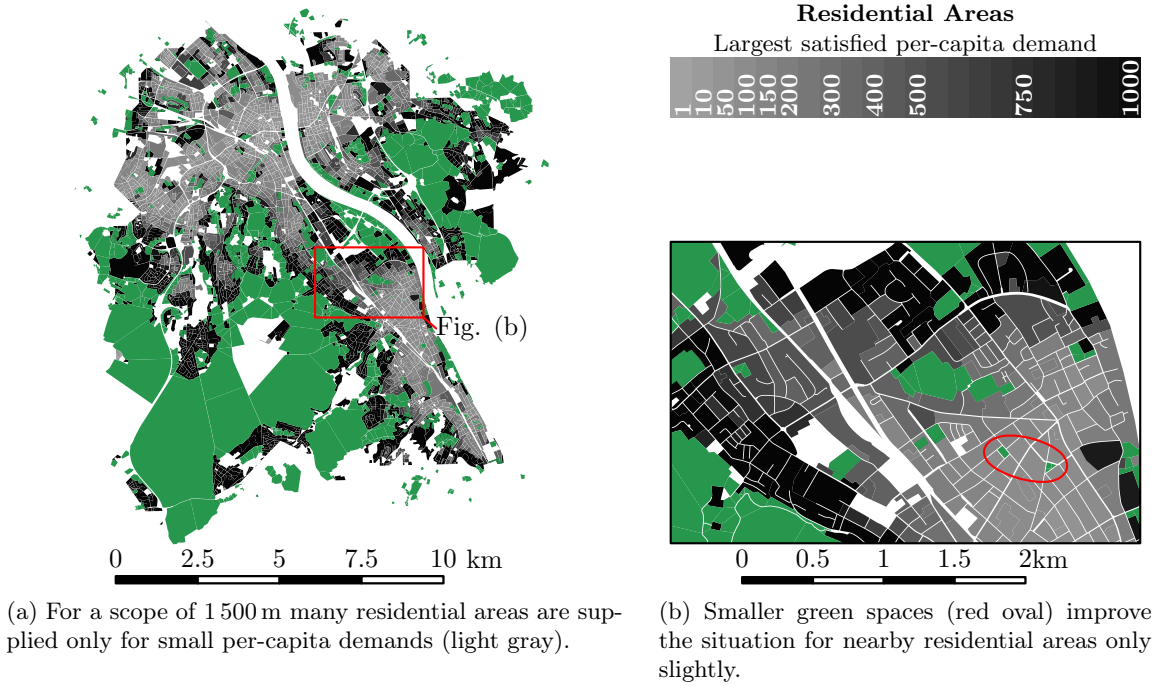 Residential Areas
Largest satisfied per-capita demand
1 10 50 100 150 200 300 400 500 750 1000
Fig. (b)
0 2.5 5 7.5 10 km
0 0.5 1 1.5 2km
(a) For a scope of 1 500 m many residential areas are sup-
plied only for small per-capita demands (light gray).
(b) Smaller green spaces (red oval) improve
the situation for nearby residential areas only
slightly.